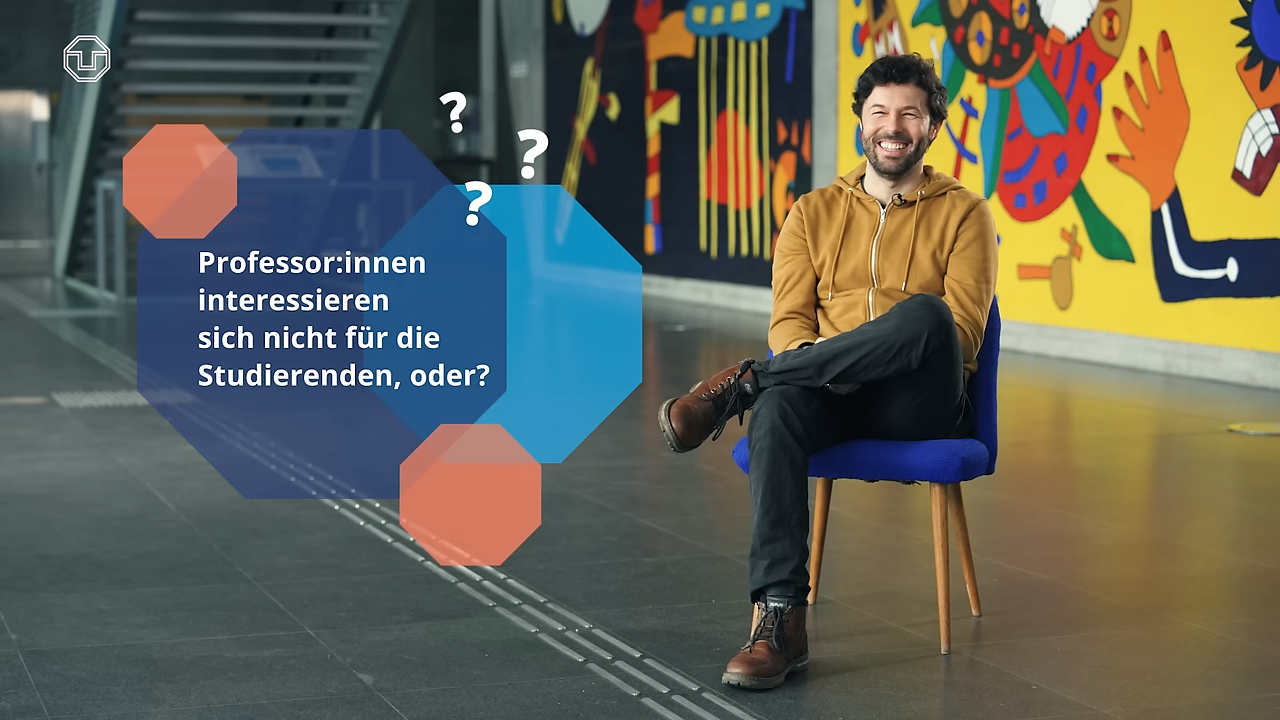 ?
?
?
Professor:innen
interessieren
sich nicht für die
Studierenden, oder?